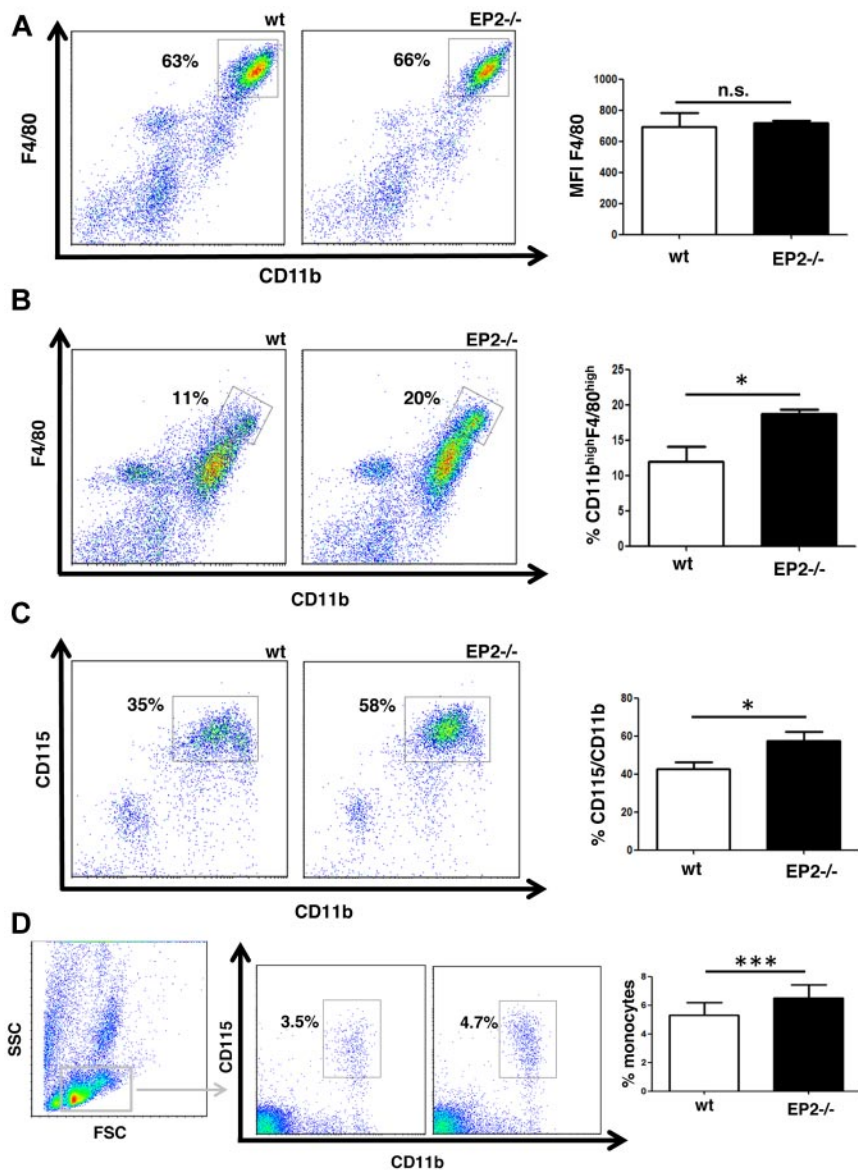 A
wt
EP2-/-
63%
66%
F4/80
CD11b
1000
800
600
400
200
0
MFI F4/80
n.s.
wt
EP2-/-
B
wt
EP2-/-
11%
20%
F4/80
CD11b
25
20
15
10
5
0
% CD11bhighF4/80high
*
wt
EP2-/-
C
wt
EP2-/-
35%
58%
CD115
CD11b
80
60
40
20
0
% CD115/CD11b
*
wt
EP2-/-
D
SSC
FSC
CD115
3.5%
4.7%
CD11b
8
6
4
2
0
% monocytes
***
wt
EP2-/-